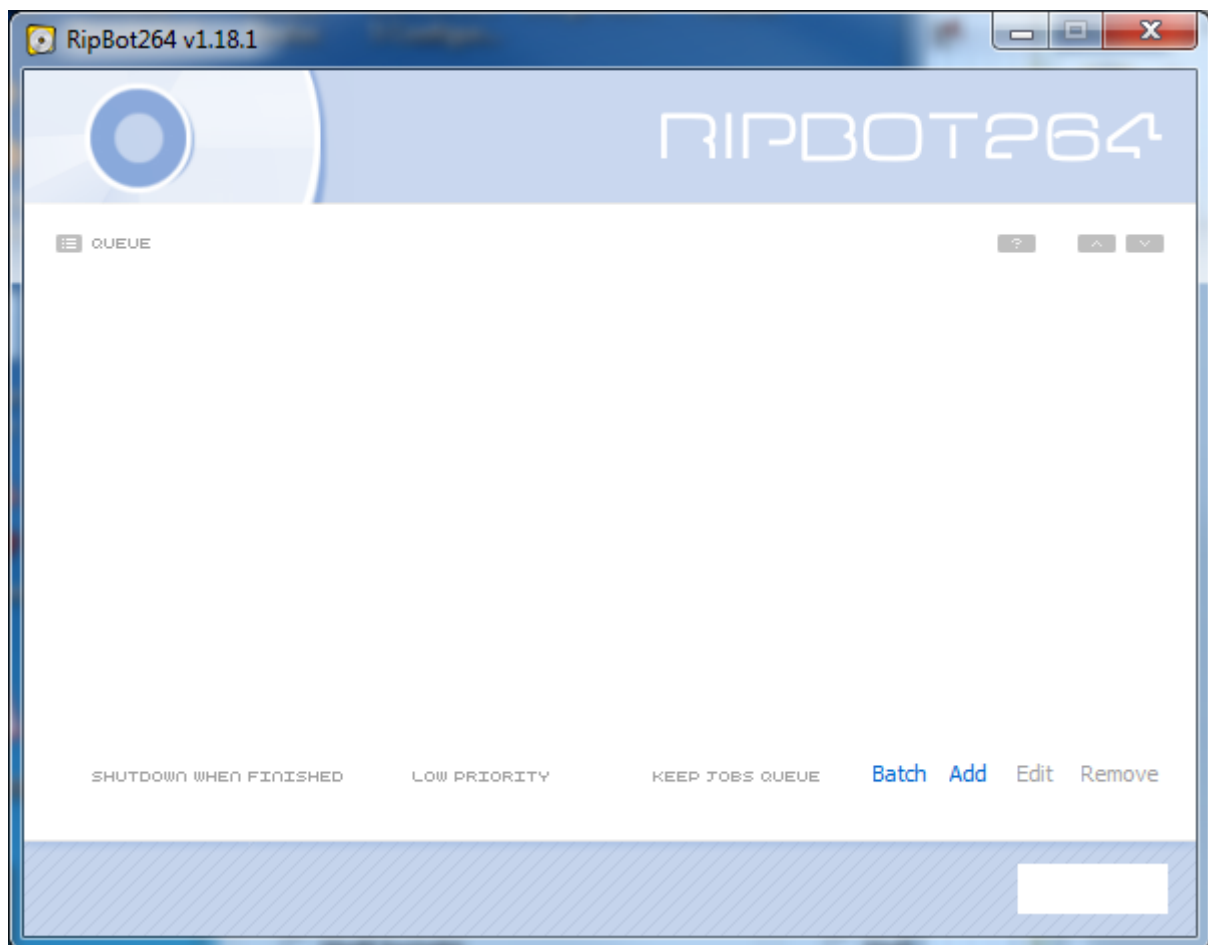 RipBot264 v1.18.1
RIPBOT264
QUEUE
?
SHUTDOWN WHEN FINISHED LOW PRIORITY KEEP JOBS QUEUE Batch Add Edit Remove